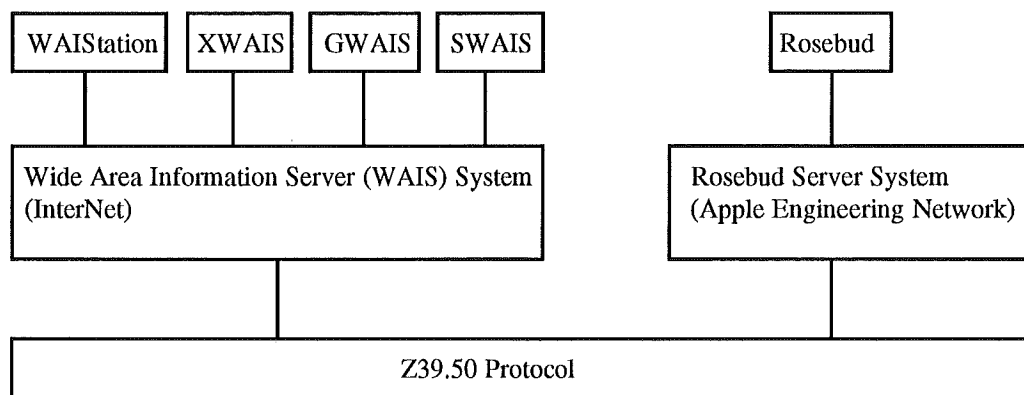 WAIStation
XWAIS
GWAIS
SWAIS
Rosebud
Wide Area Information Server (WAIS) System
(InterNet)
Rosebud Server System
(Apple Engineering Network)
Z39.50 Protocol